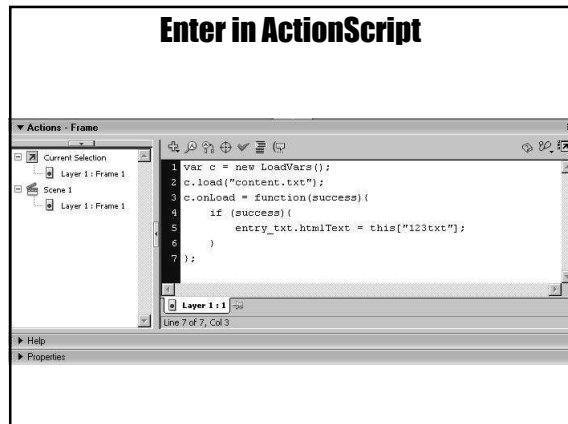 Enter in ActionScript
Actions - Frame
Current Selection
Layer 1 : Frame 1
Scene 1
Layer 1 : Frame 1
1 var c = new LoadVars();
2 c.load("content.txt");
3 c.onLoad = function(success){
4 if (success){
5 entry_txt.htmlText = this["123txt"];
6 }
7 };
Layer 1 : 1
Line 7 of 7, Col 3
Help
Properties